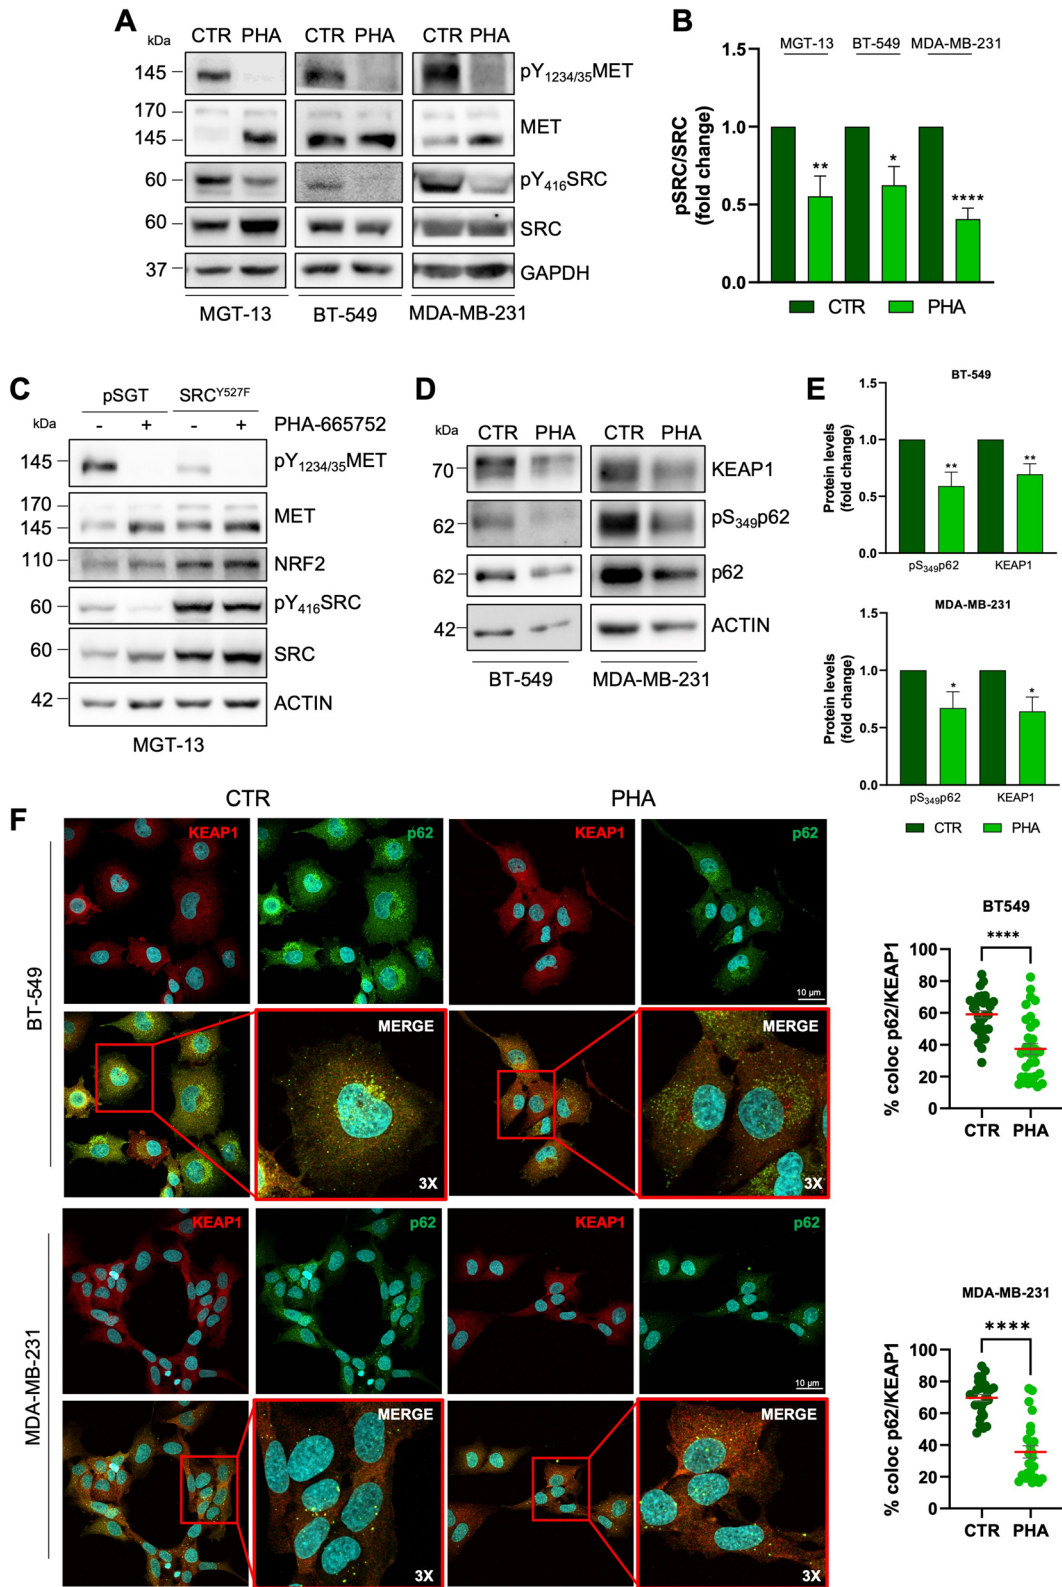 A
kDa
CTR PHA CTR PHA CTR PHA
145
pY1234/35MET
170
MET
145
60
pY416SRC
60
SRC
37
GAPDH
MGT-13 BT-549 MDA-MB-231
B
MGT-13 BT-549 MDA-MB-231
1.5
1.0
0.5
0.0
pSRC/SRC
(fold change)
**
*
****
CTR PHA
C
pSGT SRCY527F
kDa
- + - + PHA-665752
145
pY1234/35MET
170
MET
145
110
NRF2
60
pY416SRC
60
SRC
42
ACTIN
MGT-13
D
kDa
CTR PHA CTR PHA
70
KEAP1
62
pS349p62
62
p62
42
ACTIN
BT-549 MDA-MB-231
E
BT-549
1.5
1.0
0.5
0.0
Protein levels
(fold change)
**
**
pS349p62 KEAP1
MDA-MB-231
1.5
1.0
0.5
0.0
Protein levels
(fold change)
*
*
pS349p62 KEAP1
CTR PHA
F
CTR PHA
BT-549
KEAP1 p62 KEAP1 p62
10 µm
MERGE MERGE
3X 3X
MDA-MB-231
KEAP1 p62 KEAP1 p62
10 µm
MERGE MERGE
3X 3X
BT549
****
100
80
60
40
20
0
% coloc p62/KEAP1
CTR PHA
MDA-MB-231
****
100
80
60
40
20
0
% coloc p62/KEAP1
CTR PHA